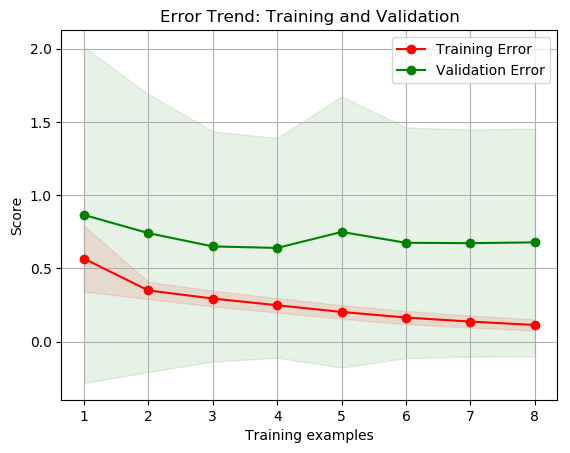 Error Trend: Training and Validation
Training Error
Validation Error
Score
2.0
1.5
1.0
0.5
0.0
1 2 3 4 5 6 7 8
Training examples